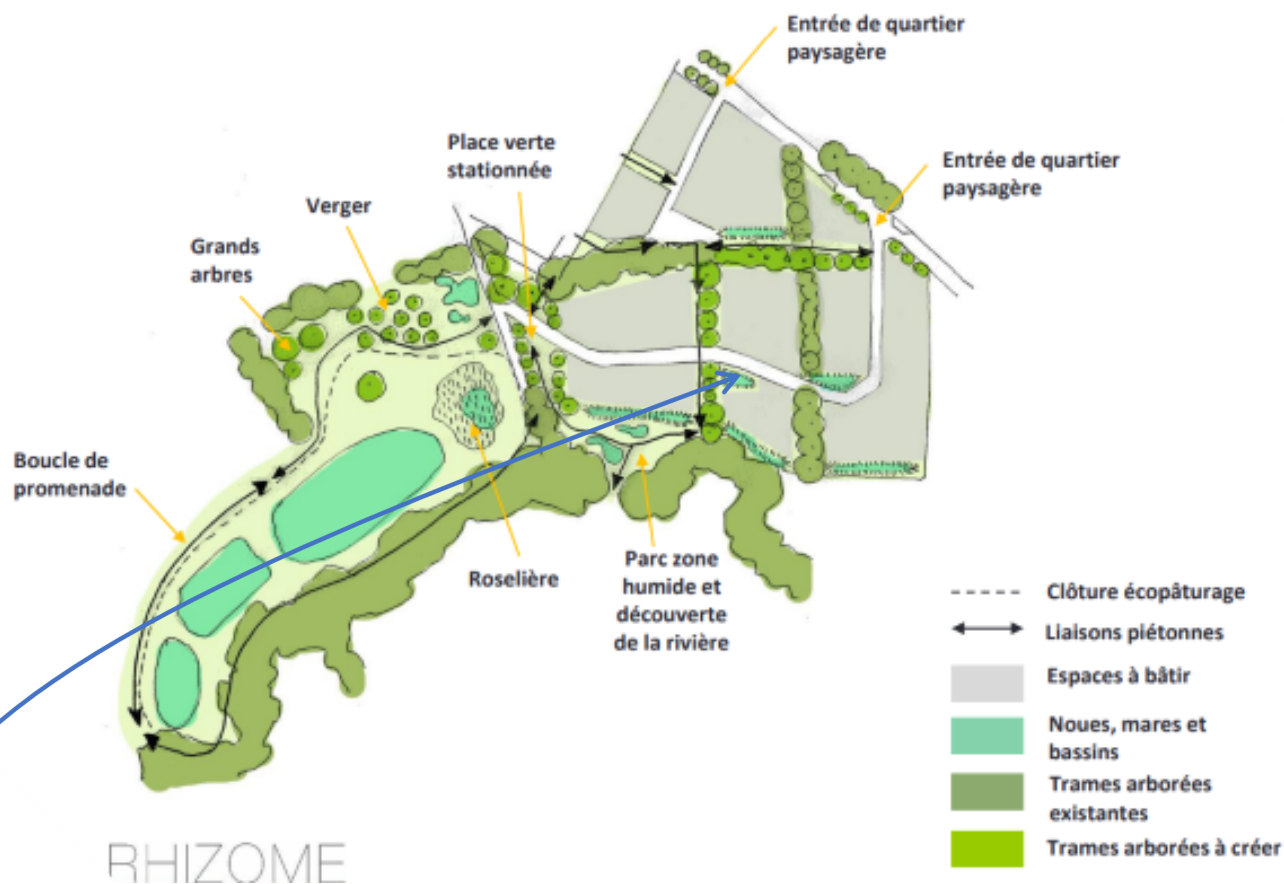 Entrée de quartier
paysagère
Place verte
stationnée
Entrée de quartier
paysagère
Verger
Grands
arbres
Boucle de
promenade
Roselière
Parc zone
humide et
découverte
de la rivière
Clôture écopâturage
Liaisons piétonnes
Espaces à bâtir
Noues, mares et
bassins
Trames arborées
existantes
Trames arborées à créer
RHIZOME